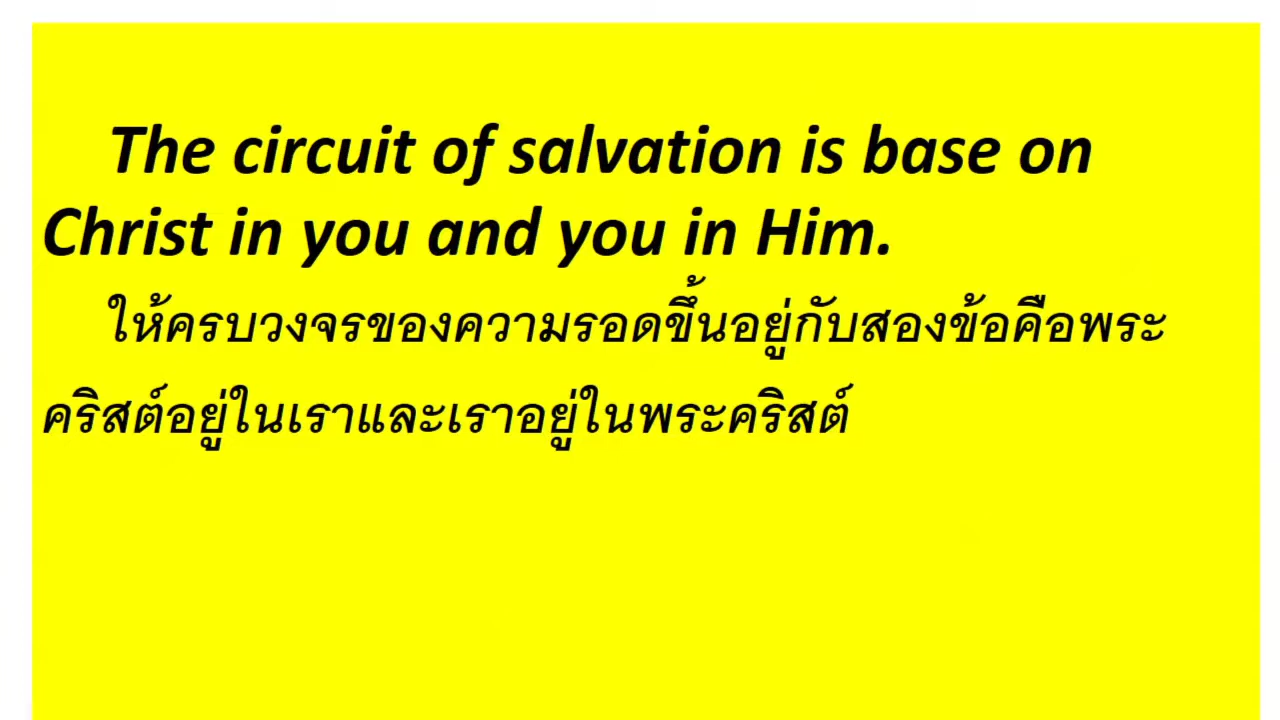 The circuit of salvation is base on
Christ in you and you in Him.
ให้ครบวงจรของความรอดขึ้นอยู่กับสองข้อคือพระ
คริสต์อยู่ในเราและเราอยู่ในพระคริสต์